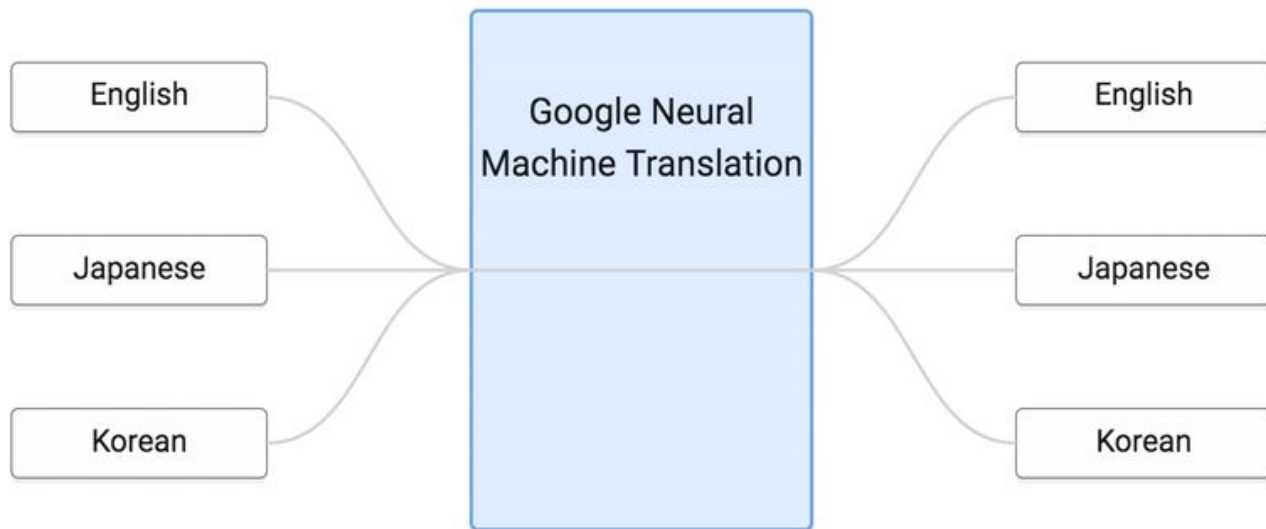 English
Japanese
Korean
Google Neural
Machine Translation
English
Japanese
Korean